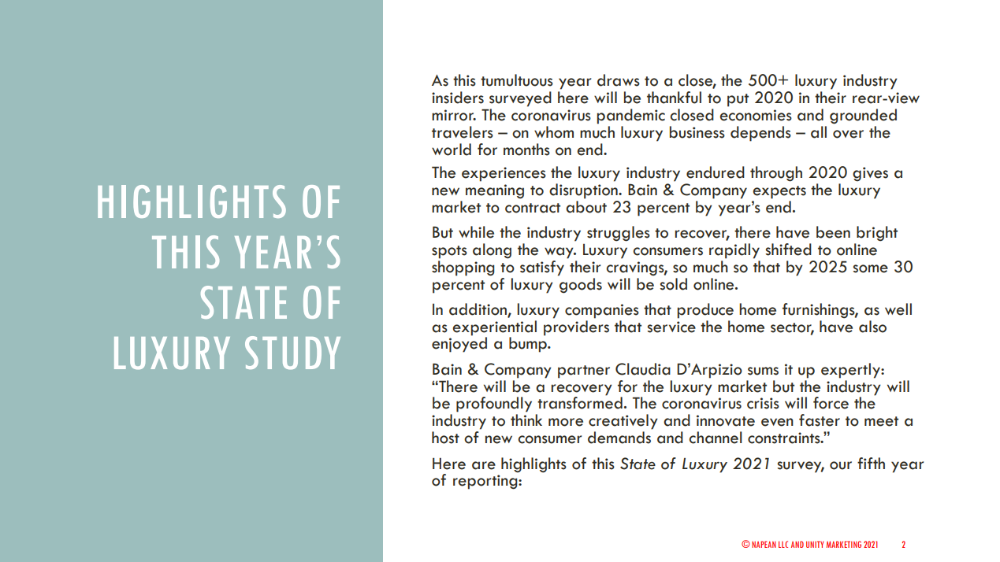 HIGHLIGHTS OF
THIS YEAR’S
STATE OF
LUXURY STUDY
As this tumultuous year draws to a close, the 500+ luxury industry
insiders surveyed here will be thankful to put 2020 in their rear-view
mirror. The coronavirus pandemic closed economies and grounded
travelers – on whom much luxury business depends – all over the
world for months on end.
The experiences the luxury industry endured through 2020 gives a
new meaning to disruption. Bain & Company expects the luxury
market to contract about 23 percent by year’s end.
But while the industry struggles to recover, there have been bright
spots along the way. Luxury consumers rapidly shifted to online
shopping to satisfy their cravings, so much so that by 2025 some 30
percent of luxury goods will be sold online.
In addition, luxury companies that produce home furnishings, as well
as experiential providers that service the home sector, have also
enjoyed a bump.
Bain & Company partner Claudia D’Arpizio sums it up expertly:
“There will be a recovery for the luxury market but the industry will
be profoundly transformed. The coronavirus crisis will force the
industry to think more creatively and innovate even faster to meet a
host of new consumer demands and channel constraints.”
Here are highlights of this State of Luxury 2021 survey, our fifth year
of reporting:
© NAPEAN LLC AND UNITY MARKETING 2021 2